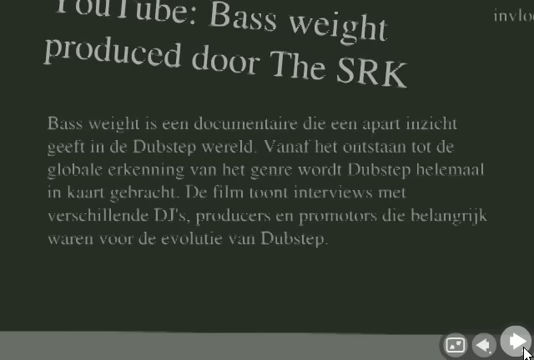 YouTube: Bass weight
invlo
produced door The SRK
Bass weight is een documentaire die een apart inzicht
geeft in de Dubstep wereld. Vanaf het ontstaan tot de
globale erkenning van het genre wordt Dubstep helemaal
in kaart gebracht. De film toont interviews met
verschillende DJ's, producers en promotors die belangrijk
waren voor de evolutie van Dubstep.